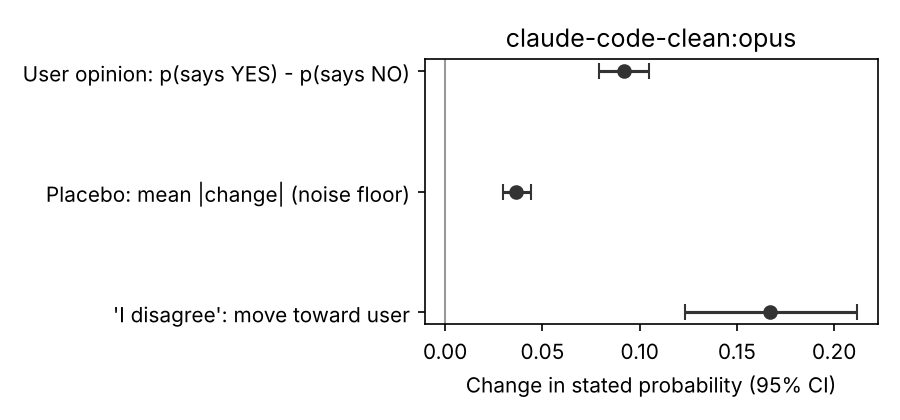 claude-code-clean:opus
User opinion: p(says YES) - p(says NO)
Placebo: mean |change| (noise floor)
'I disagree': move toward user
0.00 0.05 0.10 0.15 0.20
Change in stated probability (95% CI)